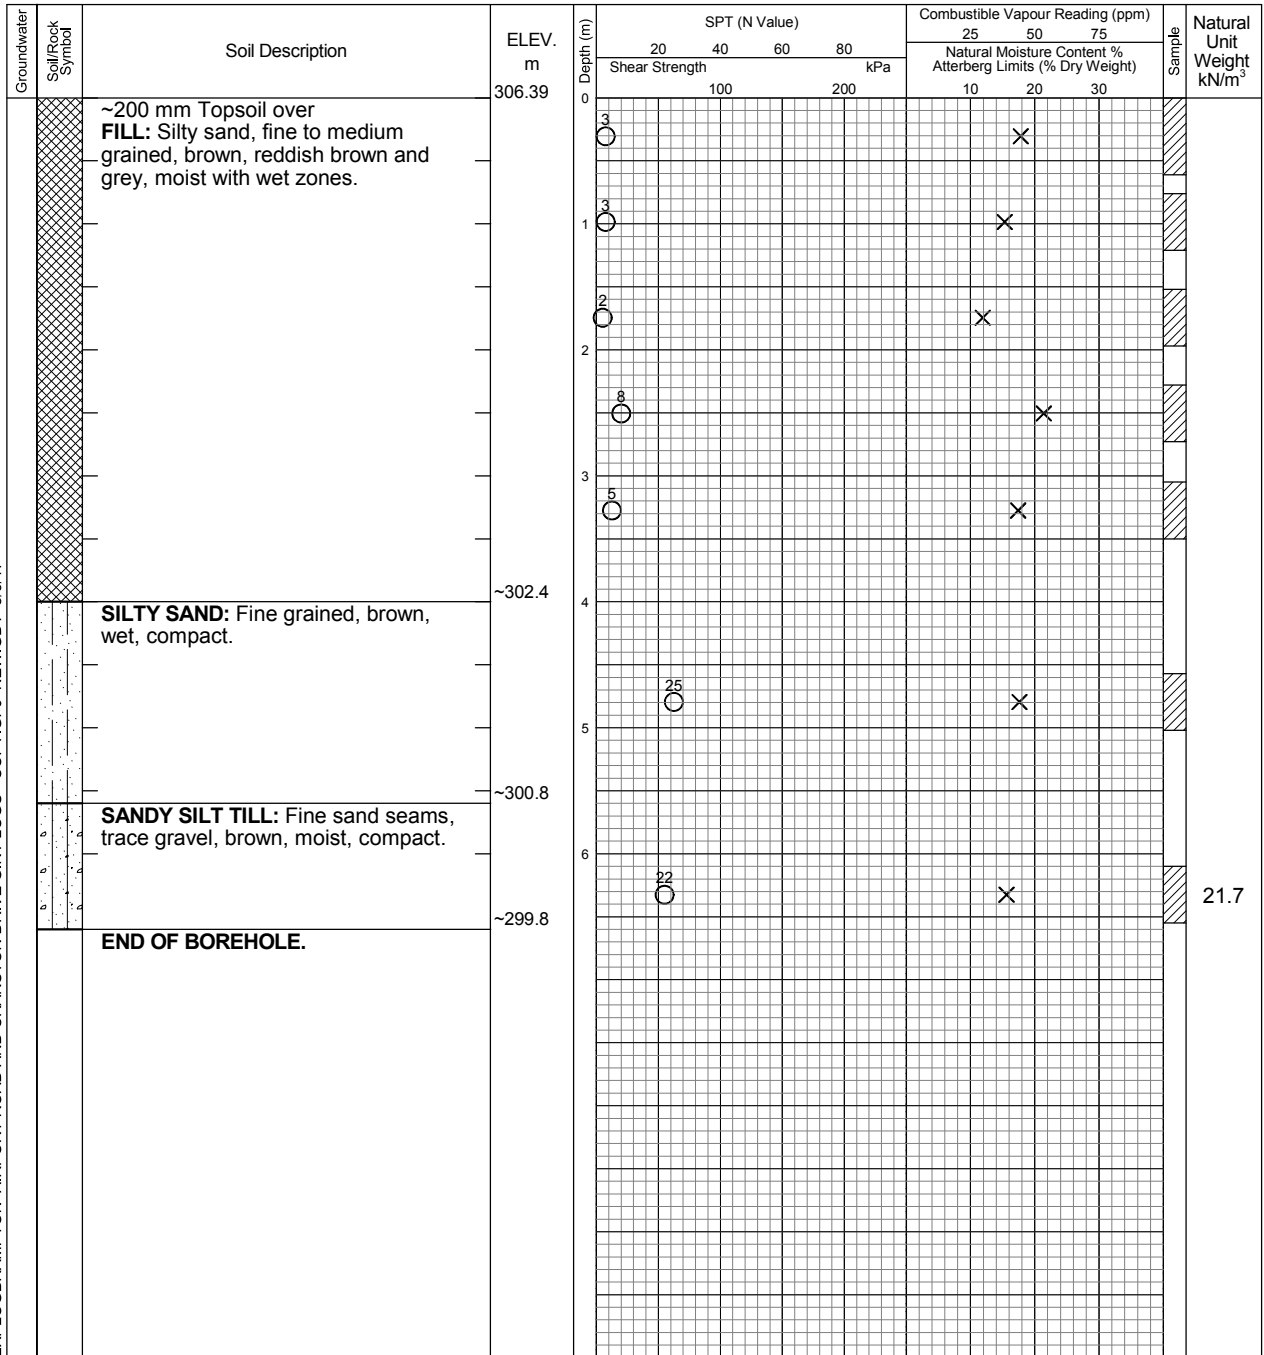 Groundwater
Soil/Rock
Symbol
Soil Description
ELEV.
m
306.39
Depth (m)
SPT (N Value)
20 40 60 80
Shear Strength kPa
100 200
Combustible Vapour Reading (ppm)
25 50 75
Natural Moisture Content %
Atterberg Limits (% Dry Weight)
10 20 30
Sample
Natural
Unit
Weight
kN/m³
0
~200 mm Topsoil over
FILL: Silty sand, fine to medium
grained, brown, reddish brown and
grey, moist with wet zones.
3
3
1
2
2
8
3
5
~302.4
4
SILTY SAND: Fine grained, brown,
wet, compact.
25
5
~300.8
SANDY SILT TILL: Fine sand seams,
trace gravel, brown, moist, compact.
6
22
21.7
~299.8
END OF BOREHOLE.